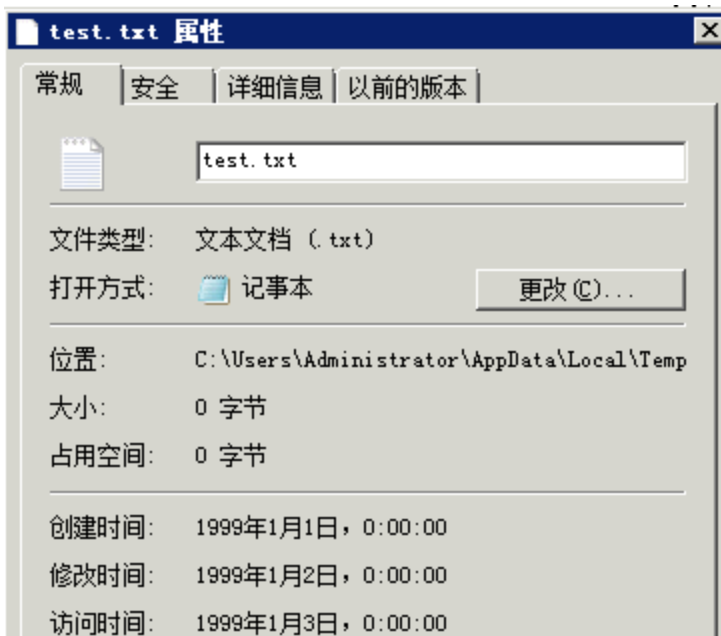 test.txt 属性
常规 安全 详细信息 以前的版本
test.txt
文件类型: 文本文档 (.txt)
打开方式: 记事本 更改(C)...
位置: C:\Users\Administrator\AppData\Local\Temp
大小: 0 字节
占用空间: 0 字节
创建时间: 1999年1月1日，0:00:00
修改时间: 1999年1月2日，0:00:00
访问时间: 1999年1月3日，0:00:00